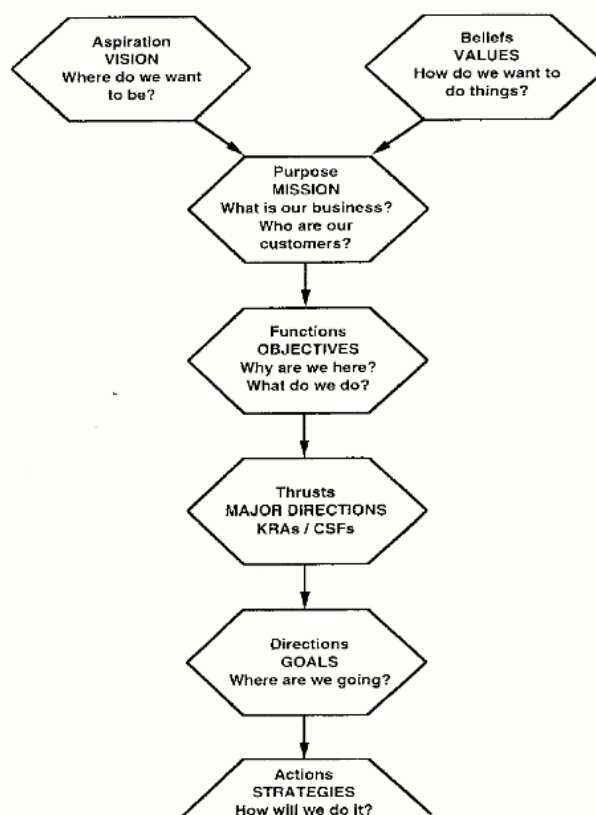 Aspiration
VISION
Where do we want
to be?
Beliefs
VALUES
How do we want to
do things?
Purpose
MISSION
What is our business?
Who are our
customers?
Functions
OBJECTIVES
Why are we here?
What do we do?
Thrusts
MAJOR DIRECTIONS
KRAs / CSFs
Directions
GOALS
Where are we going?
Actions
STRATEGIES
How will we do it?